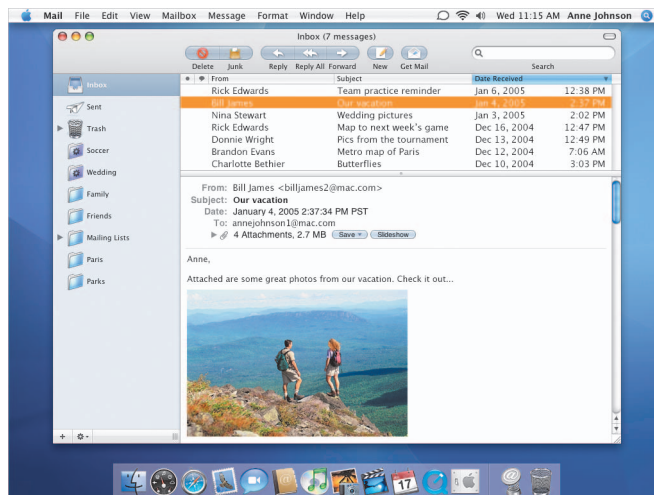 Mail File Edit View Mailbox Message Format Window Help Wed 11:15 AM Anne Johnson
Inbox (7 messages)
Delete Junk Reply Reply All Forward New Get Mail Search
From Subject Date Received
Rick Edwards Team practice reminder Jan 6, 2005 12:38 PM
Bill James Our vacation Jan 4, 2005 2:37 PM
Nina Stewart Wedding pictures Jan 3, 2005 2:02 PM
Rick Edwards Map to next week's game Dec 16, 2004 12:47 PM
Donnie Wright Pics from the tournament Dec 13, 2004 12:49 PM
Brandon Evans Metro map of Paris Dec 12, 2004 7:06 AM
Charlotte Bethier Butterflies Dec 10, 2004 3:03 PM
Inbox
Sent
Trash
Soccer
Wedding
Family
Friends
Mailing Lists
Paris
Parks
From: Bill James <billjames2@mac.com>
Subject: Our vacation
Date: January 4, 2005 2:37:34 PM PST
To: annejohnson1@mac.com
4 Attachments, 2.7 MB Save Slideshow
Anne,
Attached are some great photos from our vacation. Check it out...
17